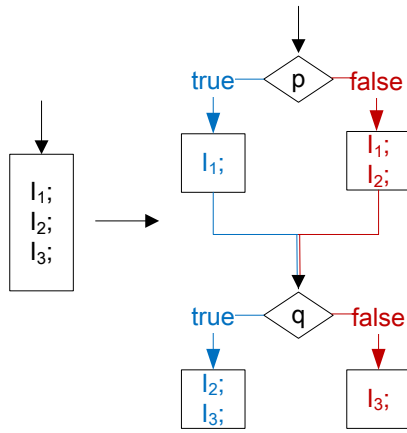 p
true
false
I₁;
I₂;
I₃;
I₁;
I₁;
I₂;
q
true
false
I₂;
I₃;
I₃;